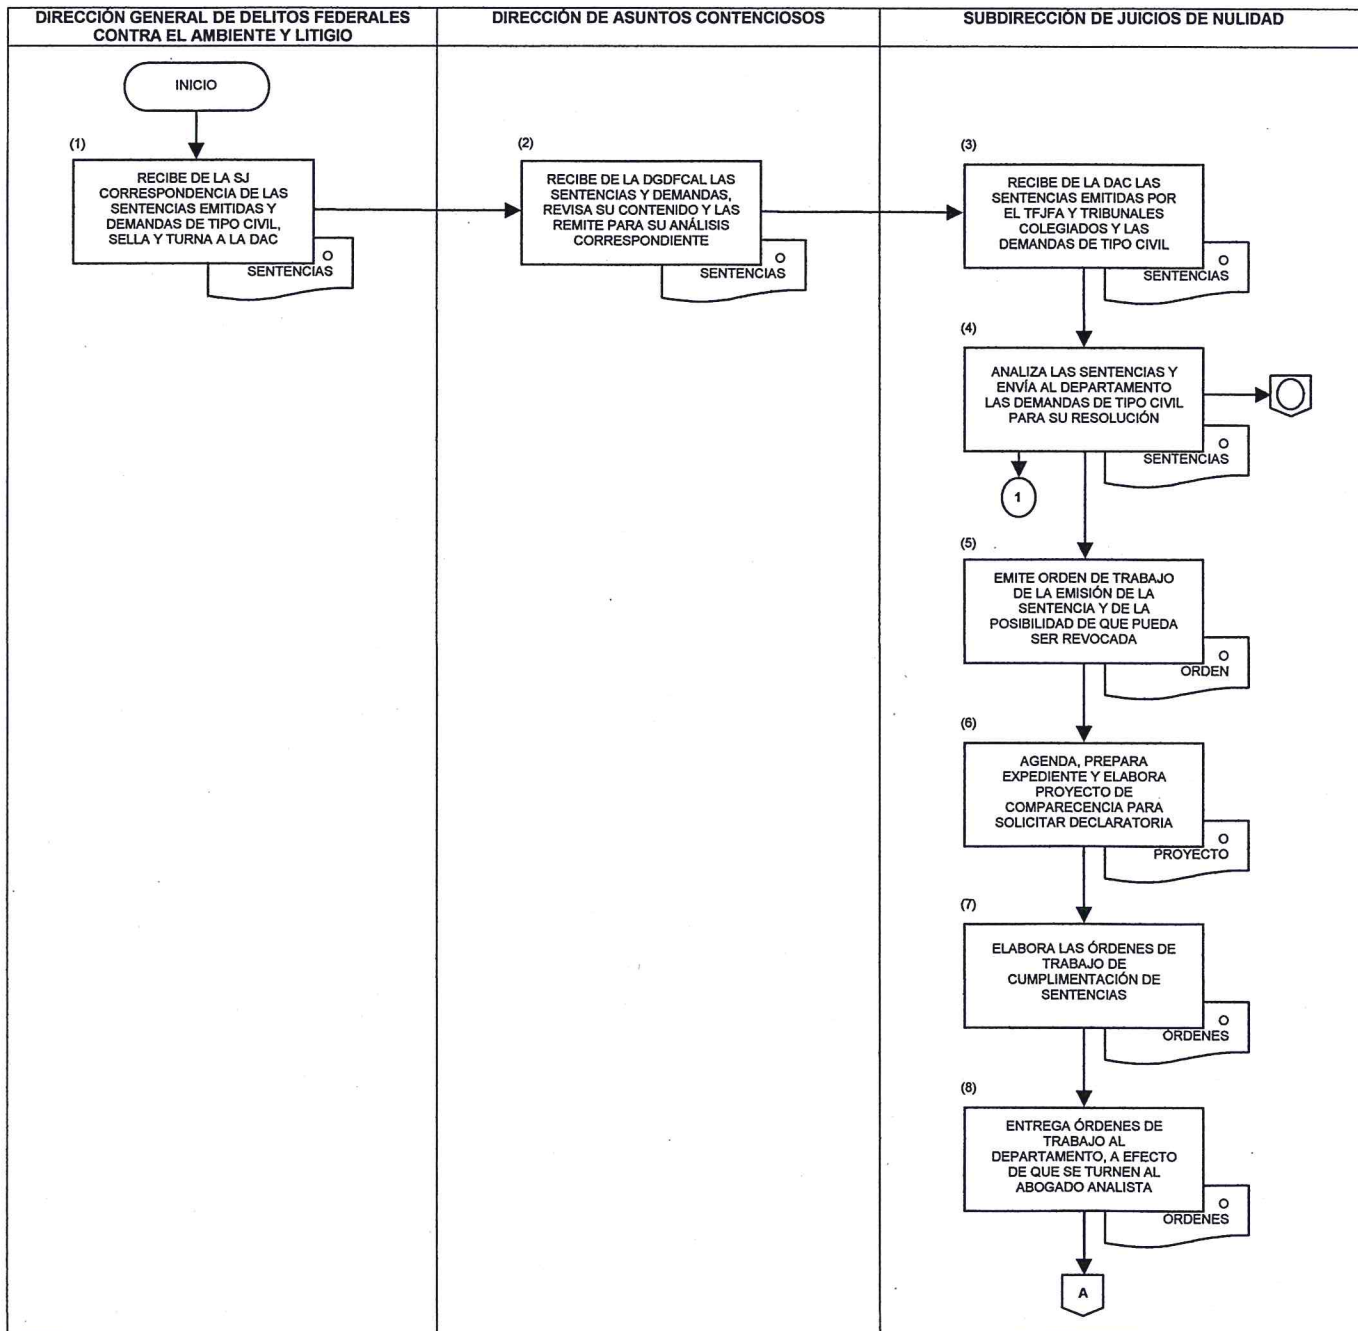 DIRECCIÓN GENERAL DE DELITOS FEDERALES
CONTRA EL AMBIENTE Y LITIGIO
DIRECCIÓN DE ASUNTOS CONTENCIOSOS
SUBDIRECCIÓN DE JUICIOS DE NULIDAD
INICIO
(1)
RECIBE DE LA SJ
CORRESPONDENCIA DE LAS
SENTENCIAS EMITIDAS Y
DEMANDAS DE TIPO CIVIL,
SELLA Y TURNA A LA DAC
O
SENTENCIAS
(2)
RECIBE DE LA DGDFCAL LAS
SENTENCIAS Y DEMANDAS,
REVISA SU CONTENIDO Y LAS
REMITE PARA SU ANÁLISIS
CORRESPONDIENTE
O
SENTENCIAS
(3)
RECIBE DE LA DAC LAS
SENTENCIAS EMITIDAS POR
EL TFJFA Y TRIBUNALES
COLEGIADOS Y LAS
DEMANDAS DE TIPO CIVIL
O
SENTENCIAS
(4)
ANALIZA LAS SENTENCIAS Y
ENVÍA AL DEPARTAMENTO
LAS DEMANDAS DE TIPO CIVIL
PARA SU RESOLUCIÓN
O
SENTENCIAS
1
(5)
EMITE ORDEN DE TRABAJO
DE LA EMISIÓN DE LA
SENTENCIA Y DE LA
POSIBILIDAD DE QUE PUEDA
SER REVOCADA
O
ORDEN
(6)
AGENDA, PREPARA
EXPEDIENTE Y ELABORA
PROYECTO DE
COMPARECENCIA PARA
SOLICITAR DECLARATORIA
O
PROYECTO
(7)
ELABORA LAS ÓRDENES DE
TRABAJO DE
CUMPLIMENTACIÓN DE
SENTENCIAS
O
ÓRDENES
(8)
ENTREGA ÓRDENES DE
TRABAJO AL
DEPARTAMENTO, A EFECTO
DE QUE SE TURNEN AL
ABOGADO ANALISTA
O
ÓRDENES
A